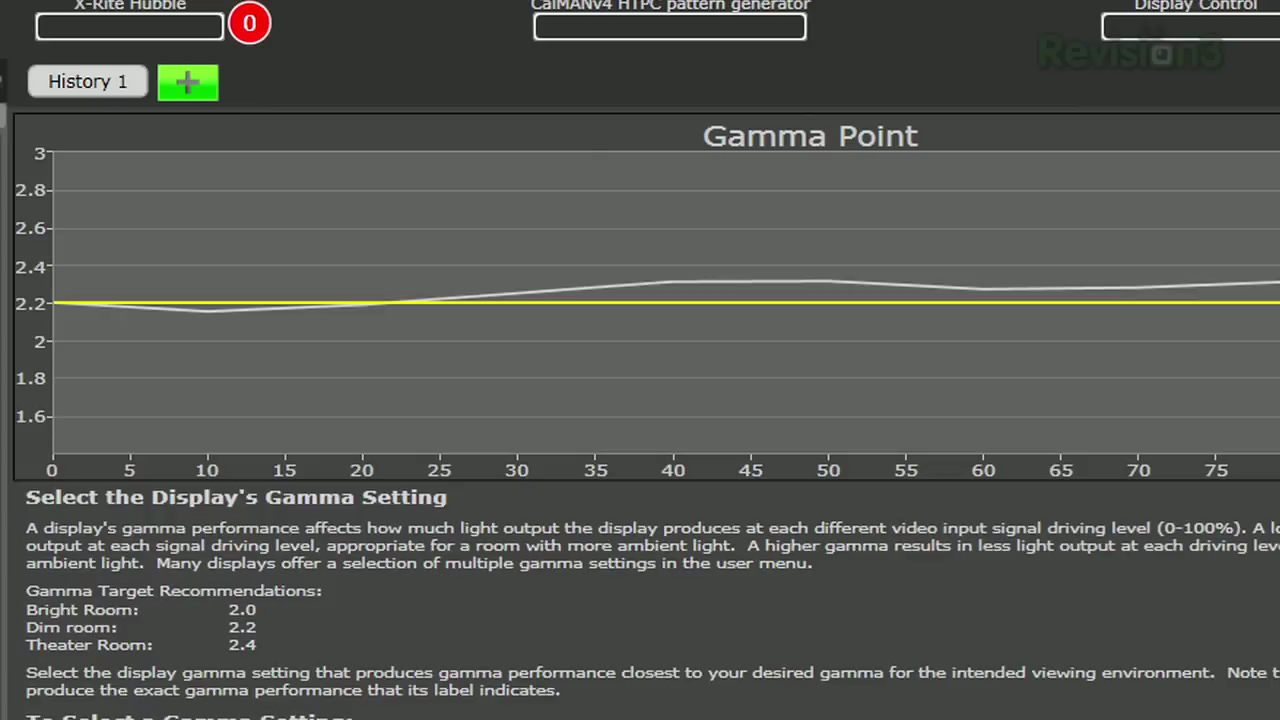 X-Rite Hubble
CalMANv4 HTPC pattern generator
Display Control
0
Revision3
History 1
Gamma Point
3
2.8
2.6
2.4
2.2
2
1.8
1.6
0 5 10 15 20 25 30 35 40 45 50 55 60 65 70 75
Select the Display's Gamma Setting
A display's gamma performance affects how much light output the display produces at each different video input signal driving level (0-100%). A lo
output at each signal driving level, appropriate for a room with more ambient light. A higher gamma results in less light output at each driving leve
ambient light. Many displays offer a selection of multiple gamma settings in the user menu.
Gamma Target Recommendations:
Bright Room: 2.0
Dim room: 2.2
Theater Room: 2.4
Select the display gamma setting that produces gamma performance closest to your desired gamma for the intended viewing environment. Note t
produce the exact gamma performance that its label indicates.
To Select a Gamma Setting: